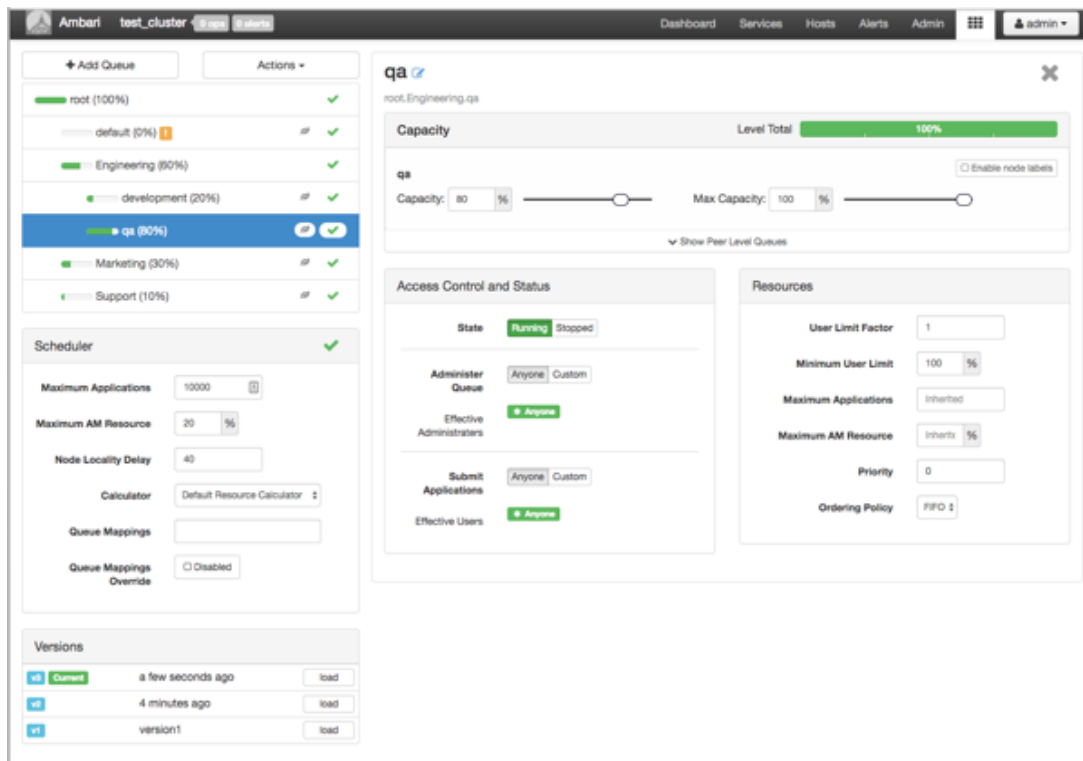 Ambari test_cluster 0 ops 0 alerts Dashboard Services Hosts Alerts Admin admin
+ Add Queue Actions
root (100%)
default (0%) !
Engineering (60%)
development (20%)
qa (80%)
Marketing (30%)
Support (10%)
Scheduler
Maximum Applications 10000
Maximum AM Resource 20 %
Node Locality Delay 40
Calculator Default Resource Calculator
Queue Mappings
Queue Mappings
Override
Disabled
Versions
v3 Current a few seconds ago load
v2 4 minutes ago load
v1 version1 load
qa
root.Engineering.qa
Capacity Level Total 100%
qa Enable node labels
Capacity: 80 % Max Capacity: 100 %
Show Peer Level Queues
Access Control and Status
State Running Stopped
Administer
Queue
Anyone Custom
Effective
Administraters
Anyone
Submit
Applications
Anyone Custom
Effective Users Anyone
Resources
User Limit Factor 1
Minimum User Limit 100 %
Maximum Applications Inherited
Maximum AM Resource Inherite %
Priority 0
Ordering Policy FIFO